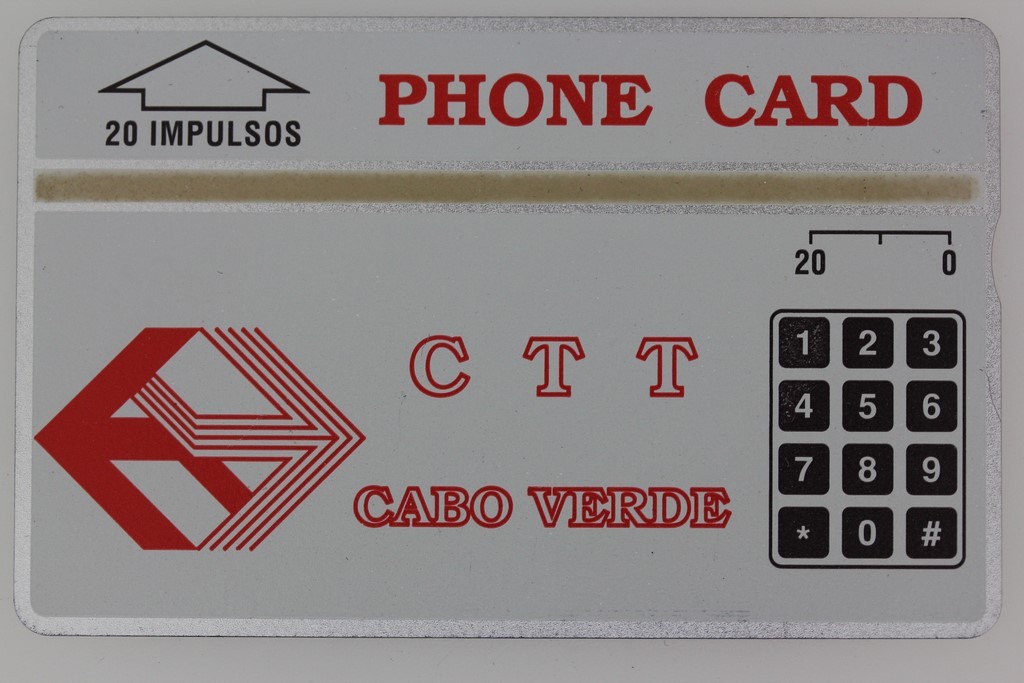 20 IMPULSOS
PHONE CARD
20 0
C T T
CABO VERDE
1 2 3
4 5 6
7 8 9
* 0 #